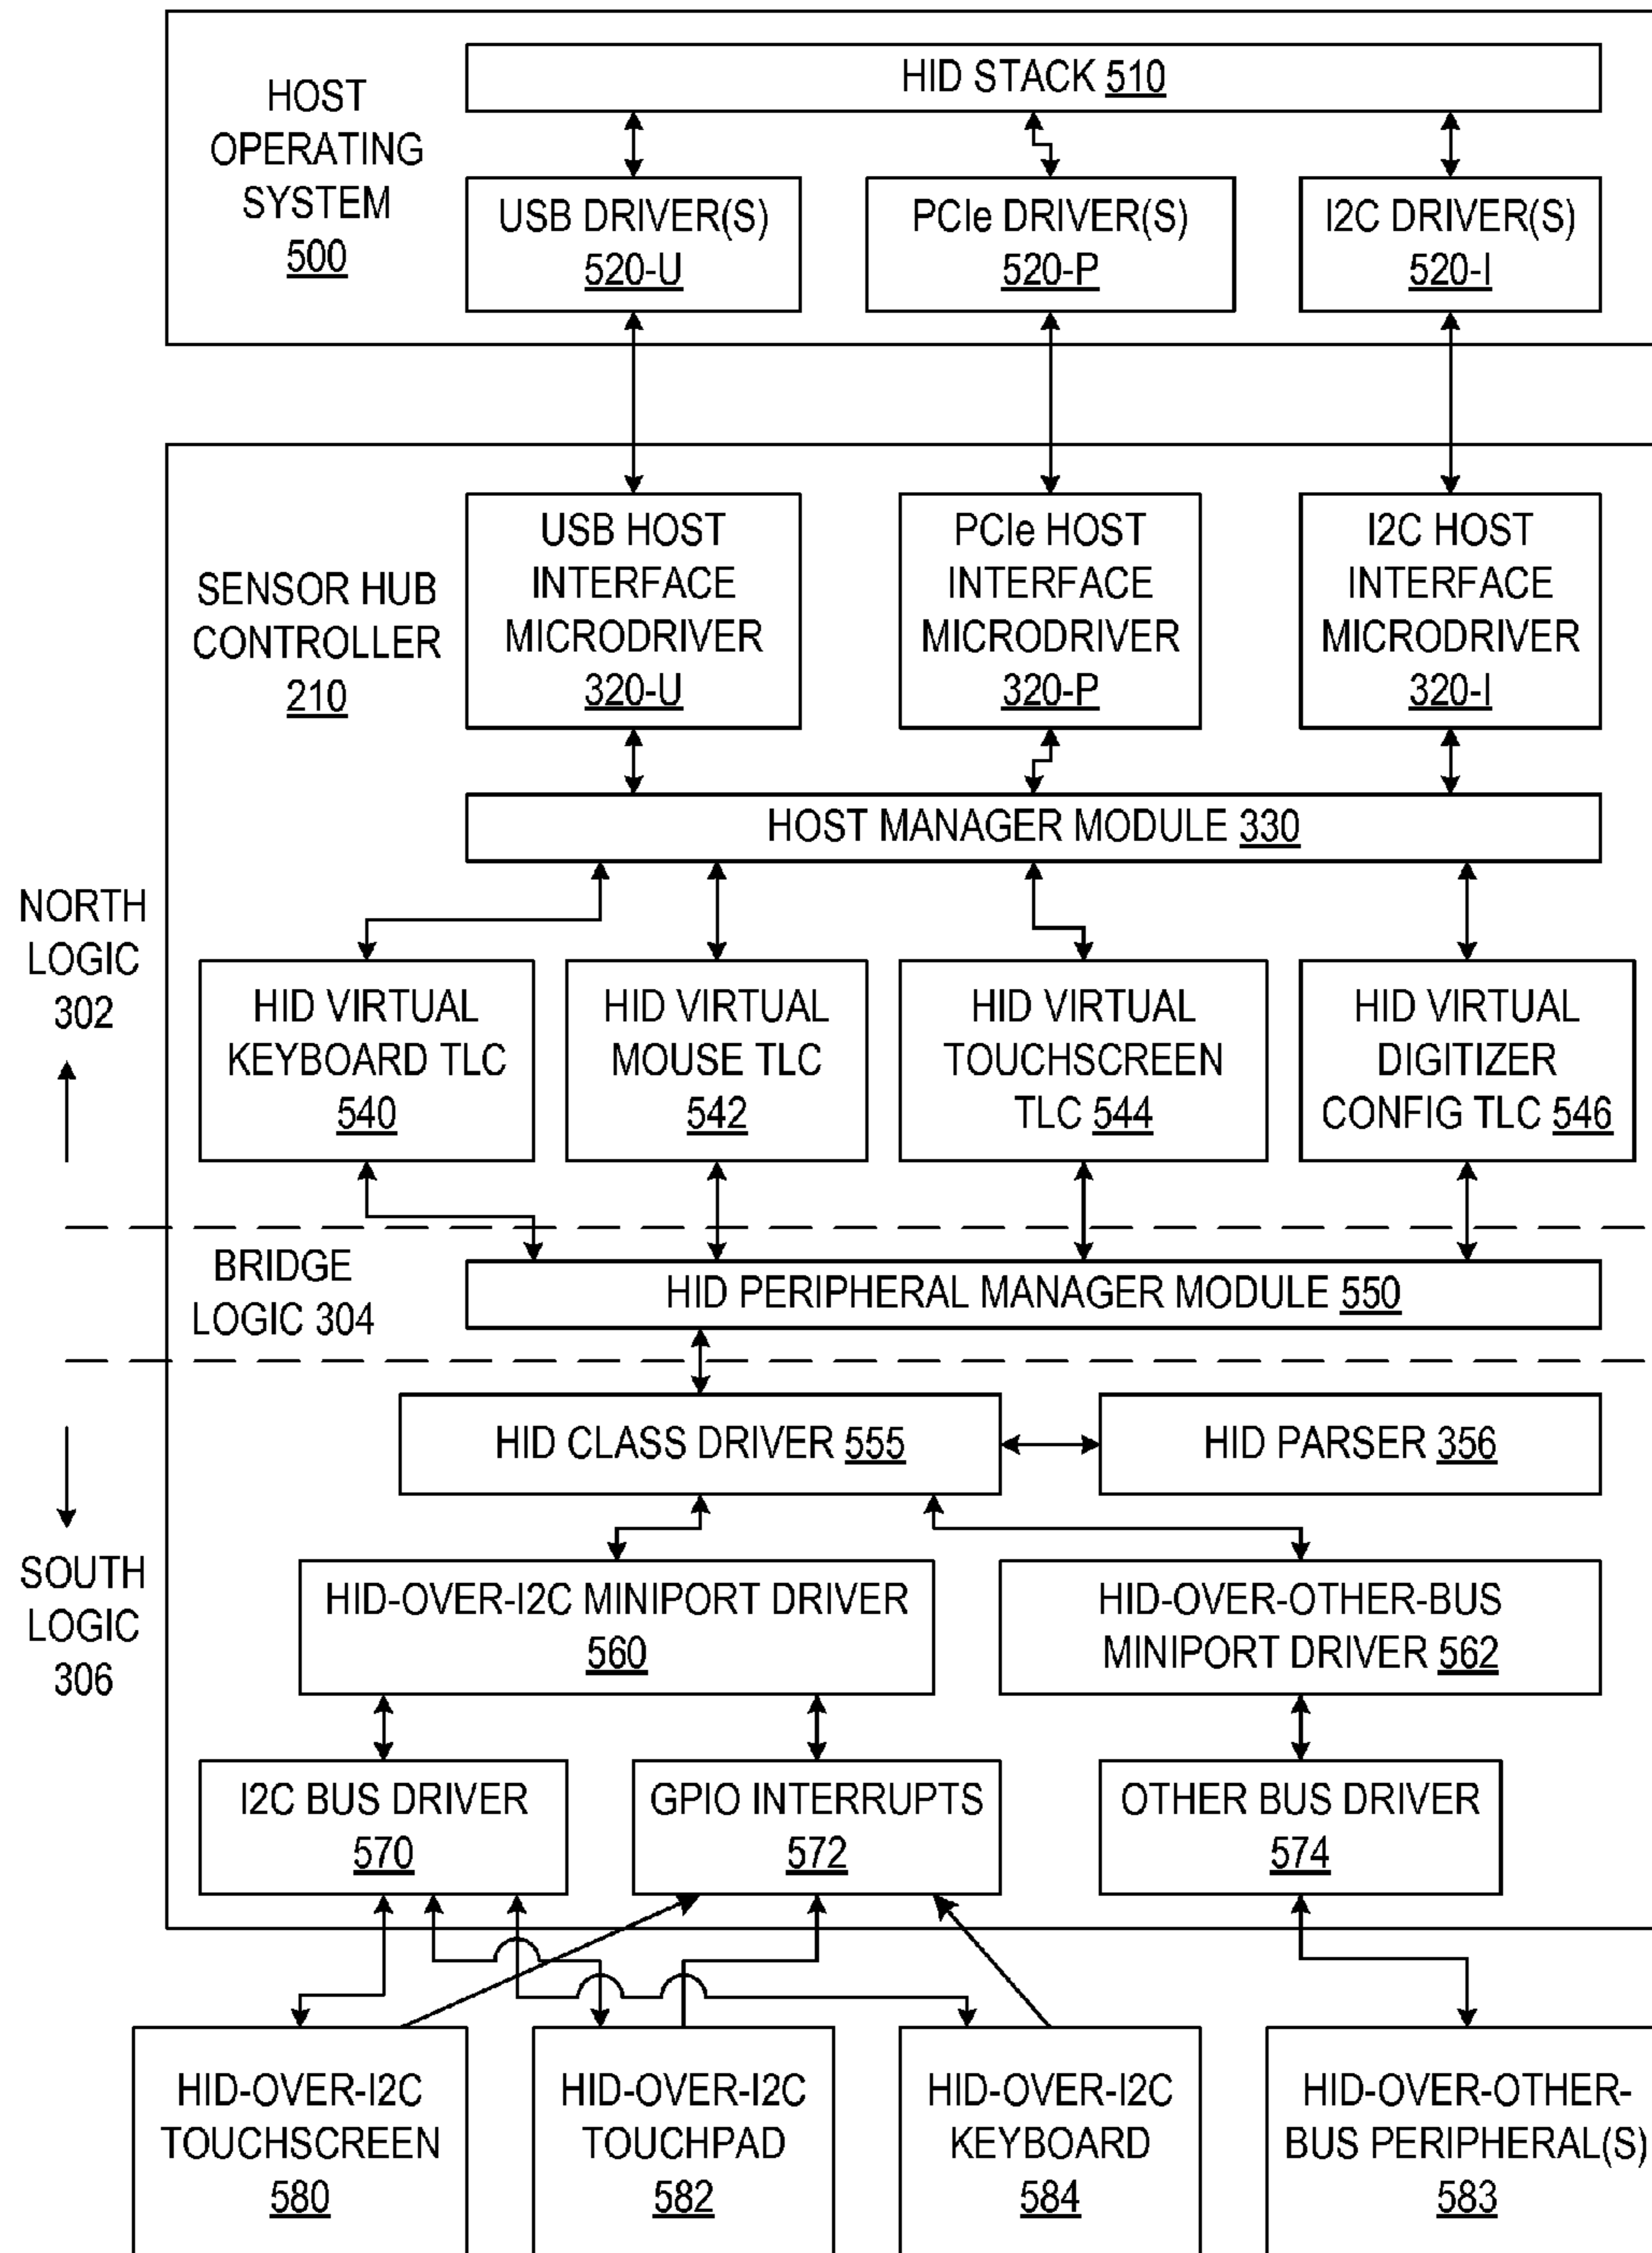 HOST
OPERATING
SYSTEM
500
HID STACK 510
USB DRIVER(S)
520-U
PCIe DRIVER(S)
520-P
I2C DRIVER(S)
520-I
SENSOR HUB
CONTROLLER
210
USB HOST
INTERFACE
MICRODRIVER
320-U
PCIe HOST
INTERFACE
MICRODRIVER
320-P
I2C HOST
INTERFACE
MICRODRIVER
320-I
HOST MANAGER MODULE 330
NORTH
LOGIC
302
HID VIRTUAL
KEYBOARD TLC
540
HID VIRTUAL
MOUSE TLC
542
HID VIRTUAL
TOUCHSCREEN
TLC 544
HID VIRTUAL
DIGITIZER
CONFIG TLC 546
BRIDGE
LOGIC 304
HID PERIPHERAL MANAGER MODULE 550
HID CLASS DRIVER 555
HID PARSER 356
SOUTH
LOGIC
306
HID-OVER-I2C MINIPORT DRIVER
560
HID-OVER-OTHER-BUS
MINIPORT DRIVER 562
I2C BUS DRIVER
570
GPIO INTERRUPTS
572
OTHER BUS DRIVER
574
HID-OVER-I2C
TOUCHSCREEN
580
HID-OVER-I2C
TOUCHPAD
582
HID-OVER-I2C
KEYBOARD
584
HID-OVER-OTHER-
BUS PERIPHERAL(S)
583